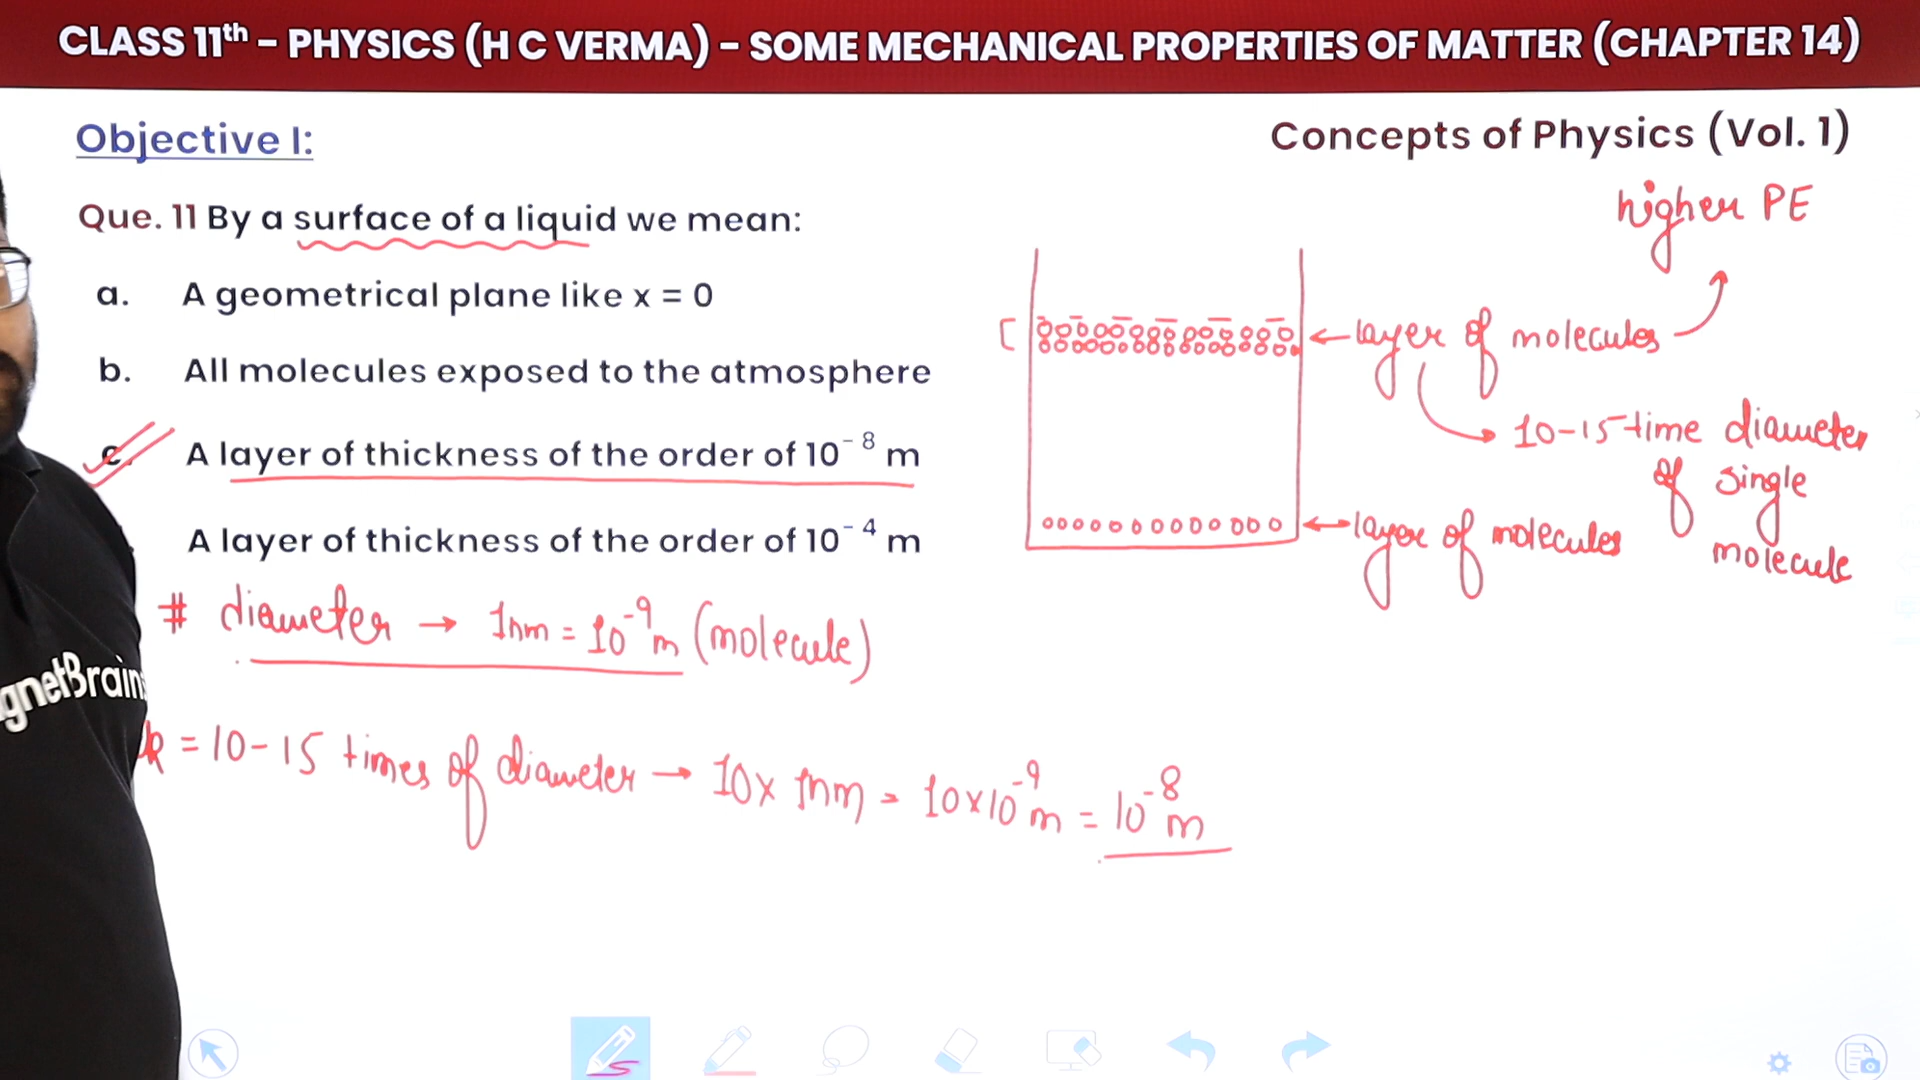 CLASS 11th – PHYSICS (H C VERMA) – SOME MECHANICAL PROPERTIES OF MATTER (CHAPTER 14)
Objective I:
Concepts of Physics (Vol. 1)
Que. 11 By a surface of a liquid we mean:
a. A geometrical plane like x = 0
b. All molecules exposed to the atmosphere
c. A layer of thickness of the order of 10⁻⁸ m
A layer of thickness of the order of 10⁻⁴ m
higher PE
[
←layer of molecules
10-15 time diameter
of single
molecule
←layer of molecules
# diameter → 1nm = 10⁻⁹m (molecule)
= 10-15 times of diameter → 10x 1nm = 10x10⁻⁹m = 10⁻⁸m
gnetBrains